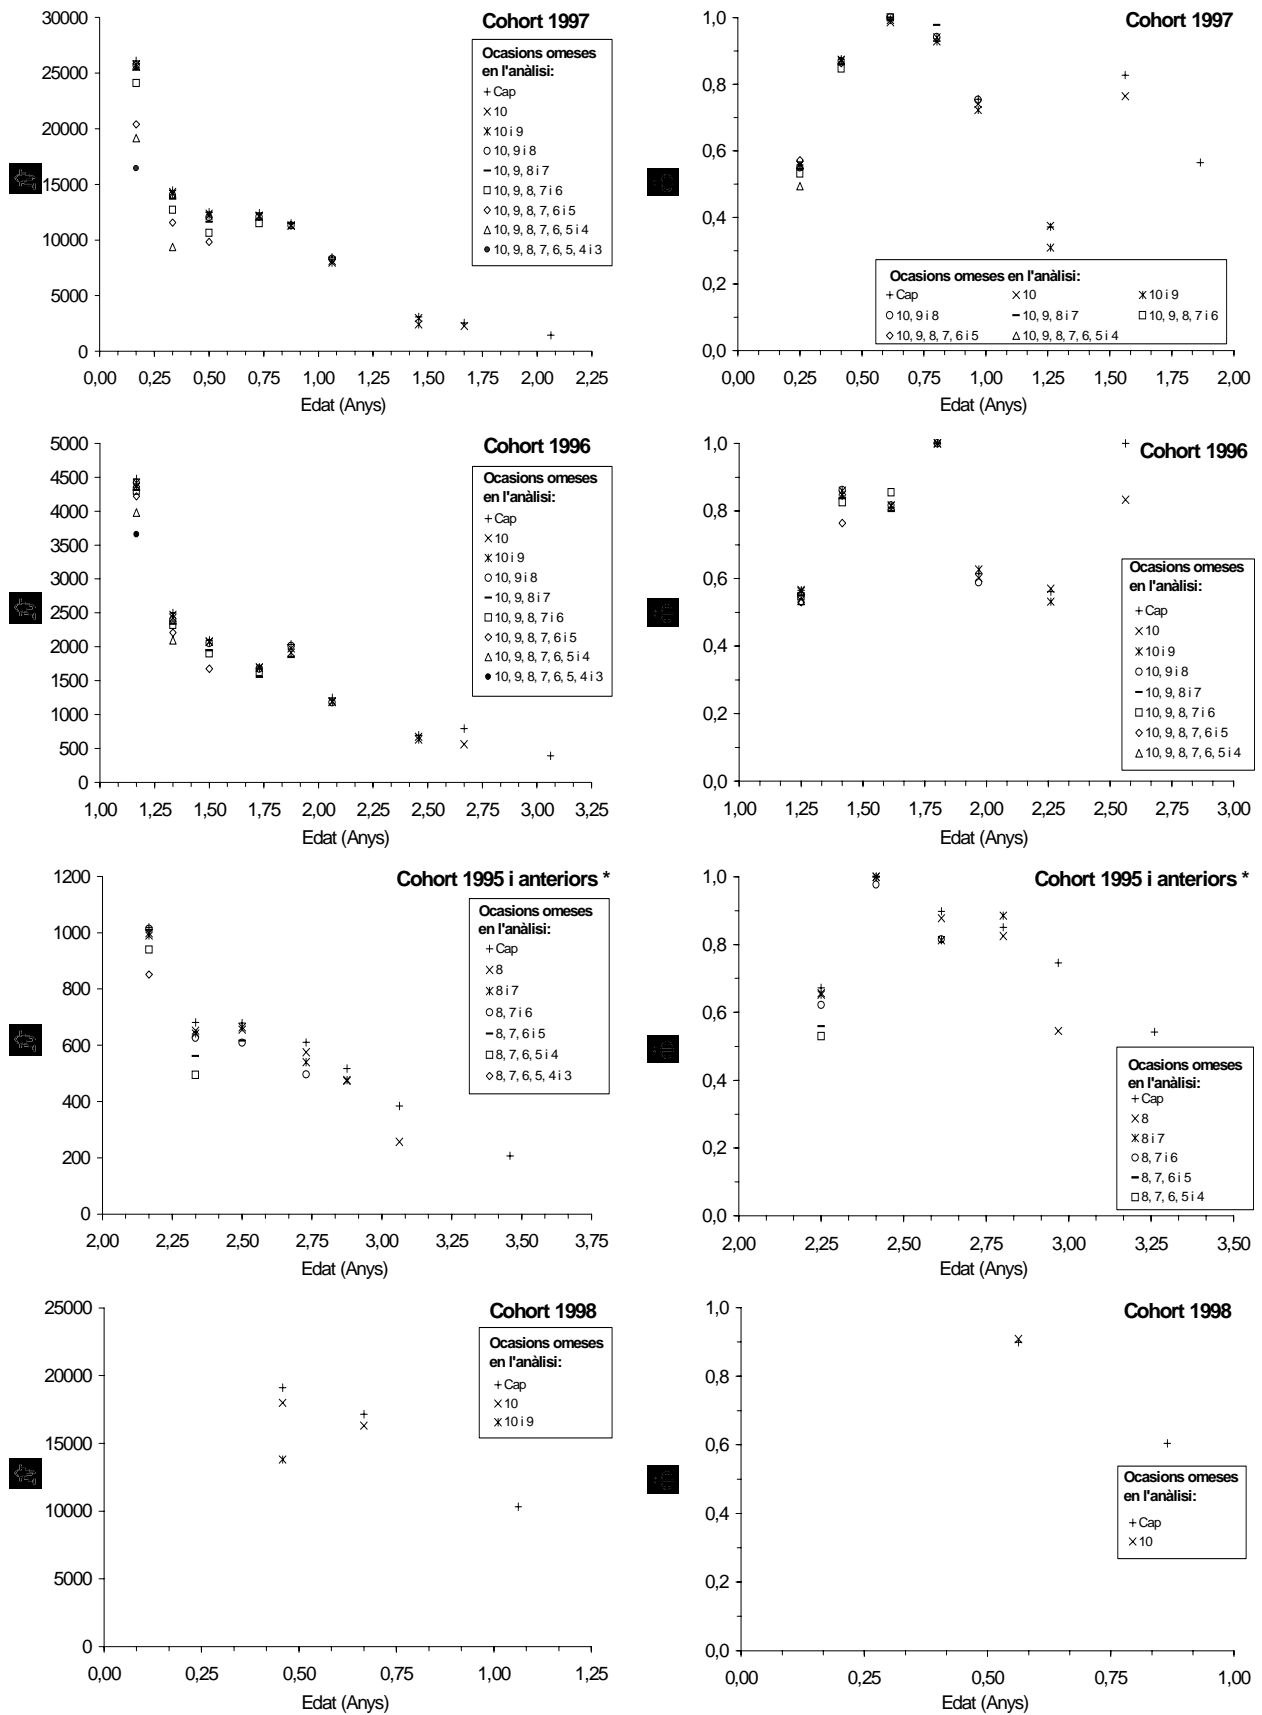 Cohort 1997
30000
25000
20000
15000
10000
5000
0
0,00 0,25 0,50 0,75 1,00 1,25 1,50 1,75 2,00 2,25
Edat (Anys)
Ocasions omeses
en l'anàlisi:
Cap
10
10 i 9
10, 9 i 8
10, 9, 8 i 7
10, 9, 8, 7 i 6
10, 9, 8, 7, 6 i 5
10, 9, 8, 7, 6, 5 i 4
10, 9, 8, 7, 6, 5, 4 i 3
Cohort 1997
1,0
0,8
0,6
0,4
0,2
0,0
0,00 0,25 0,50 0,75 1,00 1,25 1,50 1,75 2,00
Edat (Anys)
Ocasions omeses en l'anàlisi:
Cap 10 10 i 9
10, 9 i 8 10, 9, 8 i 7 10, 9, 8, 7 i 6
10, 9, 8, 7, 6 i 5 10, 9, 8, 7, 6, 5 i 4
Cohort 1996
5000
4500
4000
3500
3000
2500
2000
1500
1000
500
0
1,00 1,25 1,50 1,75 2,00 2,25 2,50 2,75 3,00 3,25
Edat (Anys)
Ocasions omeses
en l'anàlisi:
Cap
10
10 i 9
10, 9 i 8
10, 9, 8 i 7
10, 9, 8, 7 i 6
10, 9, 8, 7, 6 i 5
10, 9, 8, 7, 6, 5 i 4
10, 9, 8, 7, 6, 5, 4 i 3
Cohort 1996
1,0
0,8
0,6
0,4
0,2
0,0
1,00 1,25 1,50 1,75 2,00 2,25 2,50 2,75 3,00
Edat (Anys)
Ocasions omeses
en l'anàlisi:
Cap
10
10 i 9
10, 9 i 8
10, 9, 8 i 7
10, 9, 8, 7 i 6
10, 9, 8, 7, 6 i 5
10, 9, 8, 7, 6, 5 i 4
Cohort 1995 i anteriors *
1200
1000
800
600
400
200
0
2,00 2,25 2,50 2,75 3,00 3,25 3,50 3,75
Edat (Anys)
Ocasions omeses
en l'anàlisi:
Cap
8
8 i 7
8, 7 i 6
8, 7, 6 i 5
8, 7, 6, 5 i 4
8, 7, 6, 5, 4 i 3
Cohort 1995 i anteriors *
1,0
0,8
0,6
0,4
0,2
0,0
2,00 2,25 2,50 2,75 3,00 3,25 3,50
Edat (Anys)
Ocasions omeses
en l'anàlisi:
Cap
8
8 i 7
8, 7 i 6
8, 7, 6 i 5
8, 7, 6, 5 i 4
Cohort 1998
25000
20000
15000
10000
5000
0
0,00 0,25 0,50 0,75 1,00 1,25
Edat (Anys)
Ocasions omeses
en l'anàlisi:
Cap
10
10 i 9
Cohort 1998
1,0
0,8
0,6
0,4
0,2
0,0
0,00 0,25 0,50 0,75 1,00
Edat (Anys)
Ocasions omeses
en l'anàlisi:
Cap
10